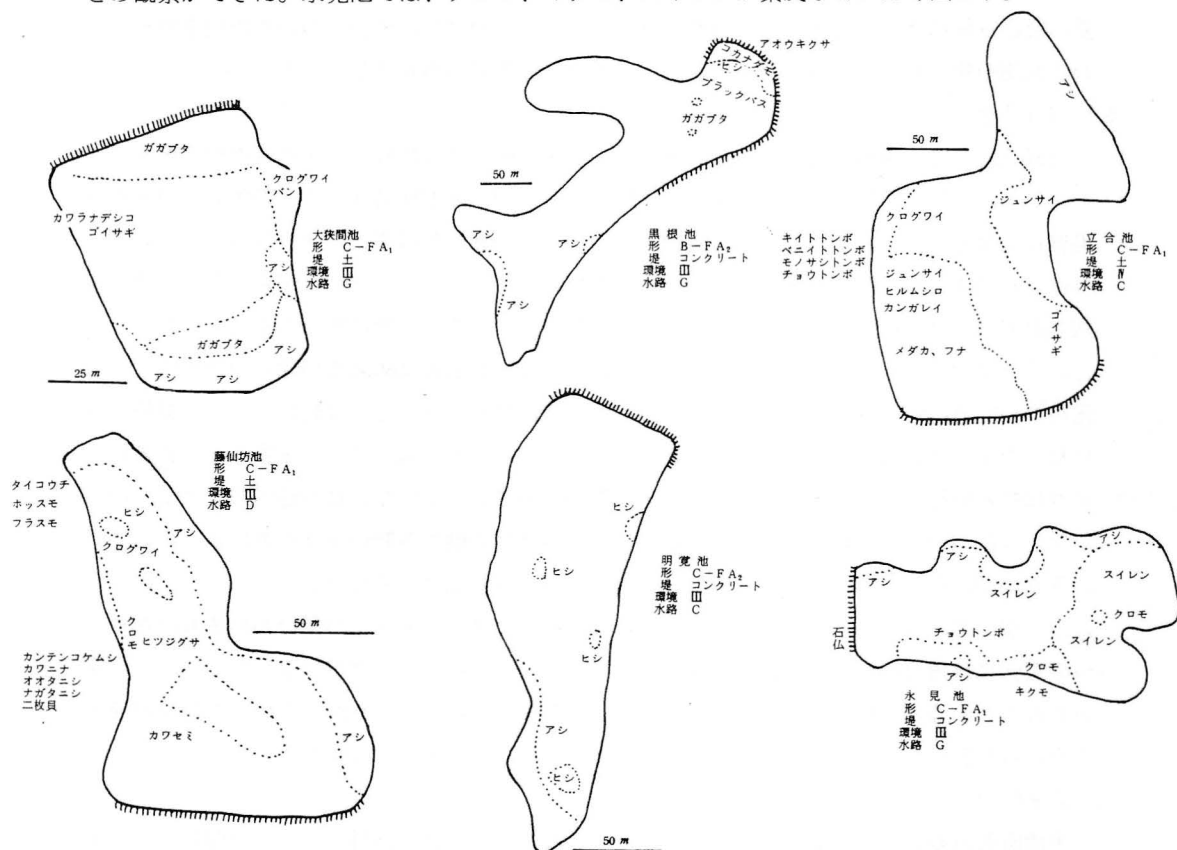 ガガブタ
クログワイ
バン
カワラナデシコ
ゴイサギ
大狭間池
形 C－FA₁
堤 土
環境 Ⅲ
水路 G
アシ
ガガブタ
アシ
アシ
アシ
25 m
アオウキクサ
コカナダモ
ヒシ
ブラックバス
ガガブタ
50 m
アシ
アシ
アシ
黒根池
形 B－FA₂
堤 コンクリート
環境 Ⅲ
水路 G
アシ
50 m
ジュンサイ
クログワイ
キイトトンボ
ベニイトトンボ
モノサシトンボ
チョウトンボ
ジュンサイ
ヒルムシロ
カンガレイ
メダカ、フナ
ゴイサギ
立合池
形 C－FA₁
堤 土
環境 Ⅳ
水路 C
藤仙坊池
形 C－FA₁
堤 土
環境 Ⅲ
水路 D
タイコウチ
ホッスモ
フラスモ
ヒシ
アシ
クログワイ
クロモ
ヒツジグサ
50 m
カンテンコケムシ
カワニナ
オオタニシ
ナガタニシ
二枚貝
カワセミ
アシ
ヒシ
ヒシ
ヒシ
明覚池
形 C－FA₂
堤 コンクリート
環境 Ⅲ
水路 C
アシ
ヒシ
50 m
アシ
アシ
アシ
スイレン
スイレン
クロモ
スイレン
石仏
チョウトンボ
アシ
クロモ
キクモ
水見池
形 C－FA₁
堤 コンクリート
環境 Ⅲ
水路 G